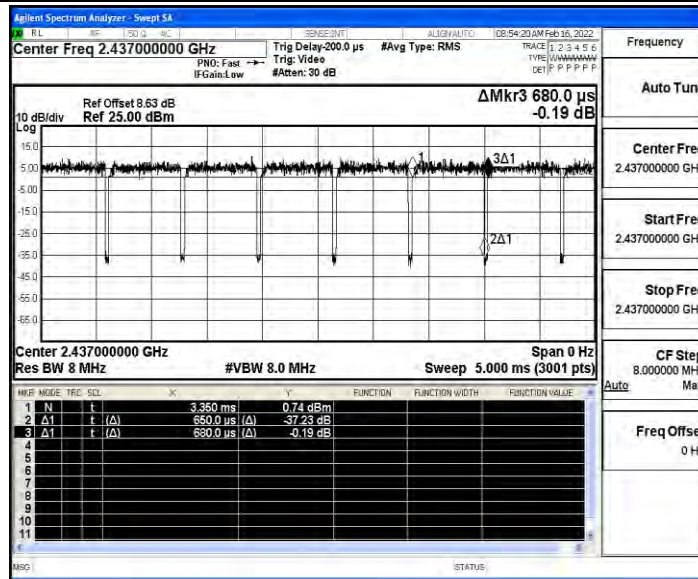 Agilent Spectrum Analyzer - Swept SA
RL RF 50 Ω AC SENSE:INT ALIGNAUTO 08:54:20 AM Feb 16, 2022
Center Freq 2.437000000 GHz
PNO: Fast
IFGain:Low
Trig Delay-200.0 µs
Trig: Video
#Atten: 30 dB
#Avg Type: RMS
TRACE 1 2 3 4 5 6
TYPE WWWWWW
DET P P P P P P
Frequency
Auto Tun
Center Fre
2.437000000 GH
Start Fre
2.437000000 GH
Stop Fre
2.437000000 GH
CF Step
8.000000 MH
Auto Ma
Freq Offse
0 H
ΔMkr3 680.0 µs
-0.19 dB
Ref Offset 8.63 dB
10 dB/div Ref 25.00 dBm
Log
15.0
5.00
-5.00
-15.0
-25.0
-35.0
-45.0
-55.0
-65.0
1
3Δ1
2Δ1
Center 2.437000000 GHz Span 0 Hz
Res BW 8 MHz #VBW 8.0 MHz Sweep 5.000 ms (3001 pts)
MKR MODE TRC SCL X Y FUNCTION FUNCTION WIDTH FUNCTION VALUE
1 N t 3.350 ms 0.74 dBm
2 Δ1 t (Δ) 650.0 µs (Δ) -37.23 dB
3 Δ1 t (Δ) 680.0 µs (Δ) -0.19 dB
4
5
6
7
8
9
10
11
MSG STATUS